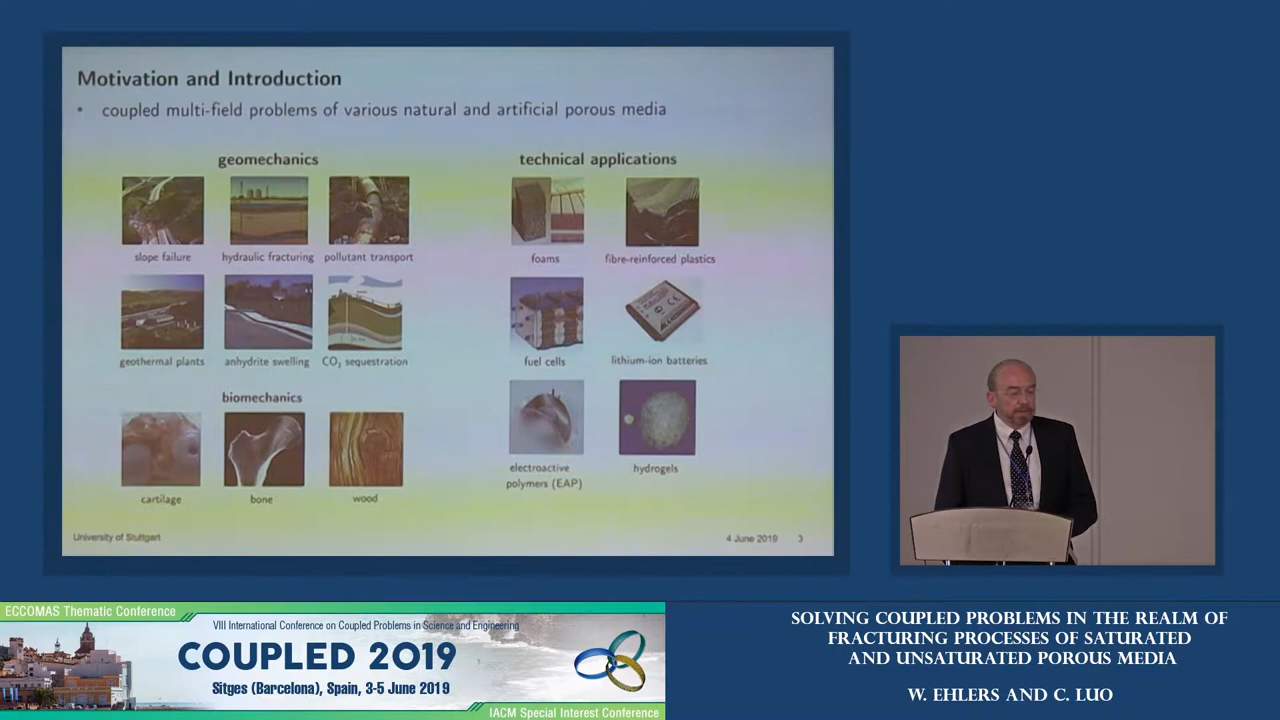 Motivation and Introduction
• coupled multi-field problems of various natural and artificial porous media
geomechanics
slope failure
hydraulic fracturing
pollutant transport
geothermal plants
anhydrite swelling
CO₂ sequestration
biomechanics
cartilage
bone
wood
technical applications
foams
fibre-reinforced plastics
fuel cells
lithium-ion batteries
electroactive
polymers (EAP)
hydrogels
University of Stuttgart
4 June 2019 3
ECCOMAS Thematic Conference
VIII International Conference on Coupled Problems in Science and Engineering
COUPLED 2019
Sitges (Barcelona), Spain, 3-5 June 2019
IACM Special Interest Conference
SOLVING COUPLED PROBLEMS IN THE REALM OF
FRACTURING PROCESSES OF SATURATED
AND UNSATURATED POROUS MEDIA
W. EHLERS AND C. LUO